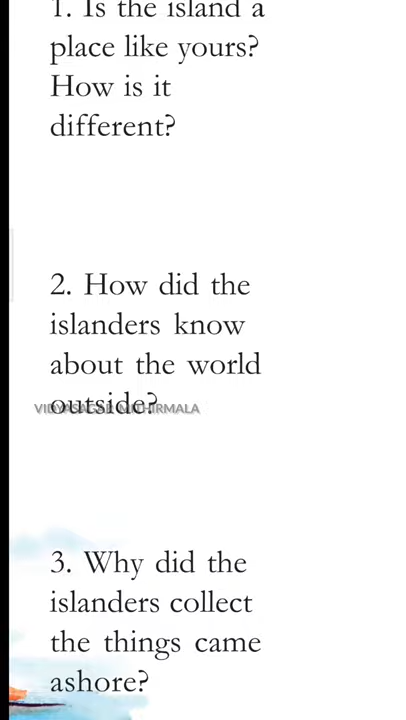 1. Is the island a
place like yours?
How is it
different?
2. How did the
islanders know
about the world
outside?
3. Why did the
islanders collect
the things came
ashore?